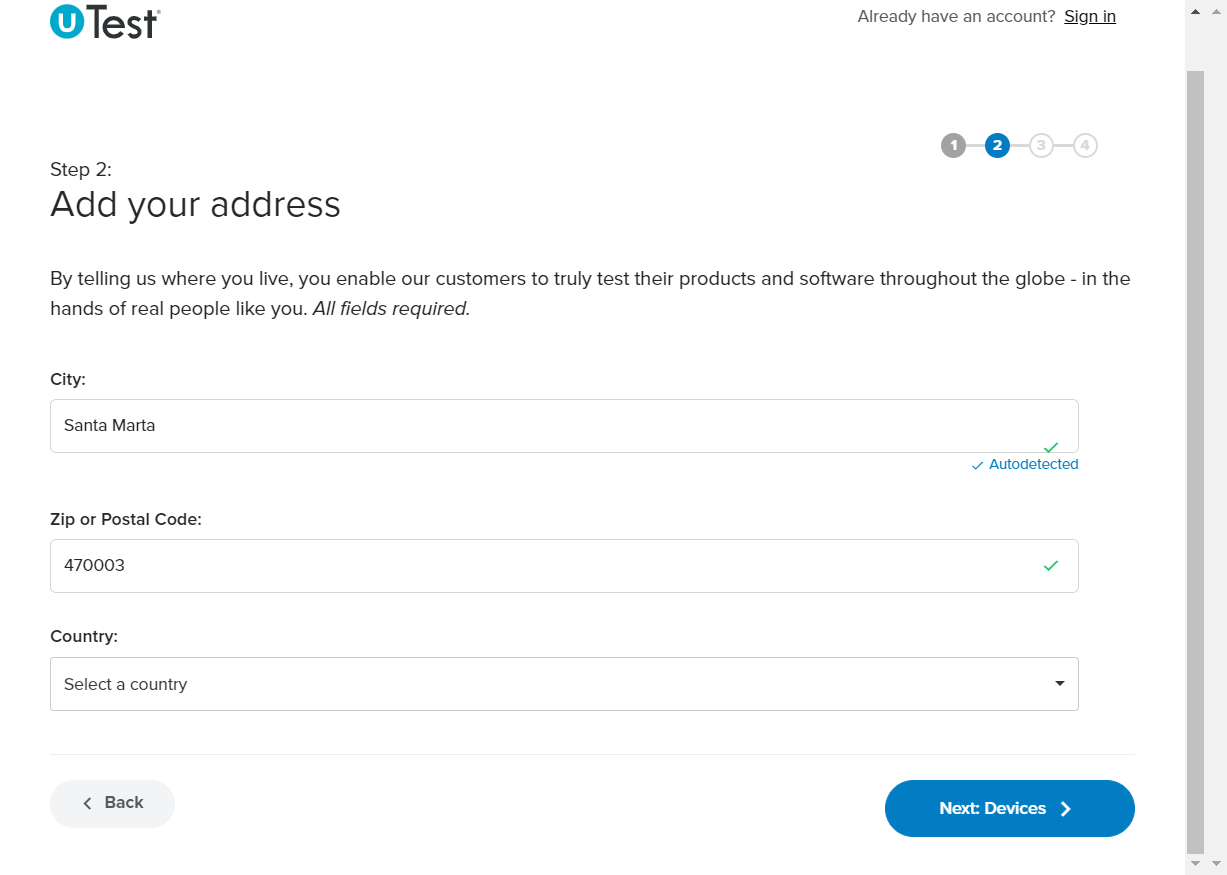 uTest®
Already have an account? Sign in
1 2 3 4
Step 2:
Add your address
By telling us where you live, you enable our customers to truly test their products and software throughout the globe - in the
hands of real people like you. All fields required.
City:
Santa Marta
Autodetected
Zip or Postal Code:
470003
Country:
Select a country
Back
Next: Devices